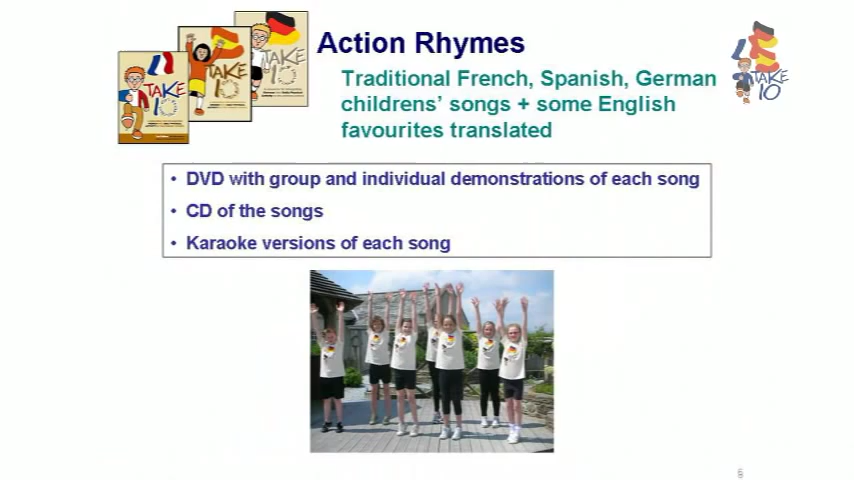 Action Rhymes
Traditional French, Spanish, German
childrens' songs + some English
favourites translated
TAKE
10
TAKE
10
TAKE
10
TAKE
10
• DVD with group and individual demonstrations of each song
• CD of the songs
• Karaoke versions of each song